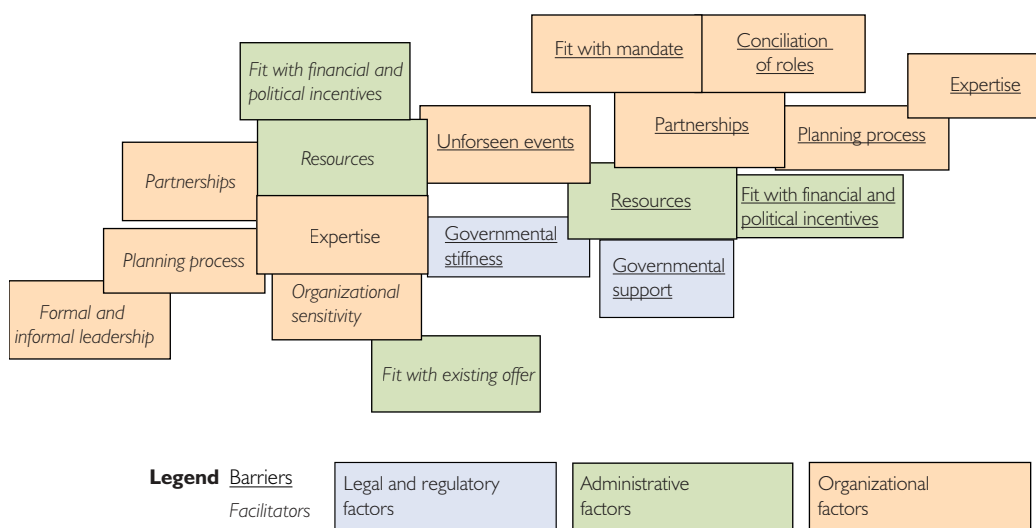 Fit with financial and
political incentives
Resources
Partnerships
Expertise
Planning process
Formal and
informal leadership
Organizational
sensitivity
Fit with existing offer
Unforseen events
Governmental
stiffness
Fit with mandate
Conciliation
of roles
Partnerships
Expertise
Planning process
Resources
Fit with financial and
political incentives
Governmental
support
Legend Barriers
Facilitators
Legal and regulatory
factors
Administrative
factors
Organizational
factors